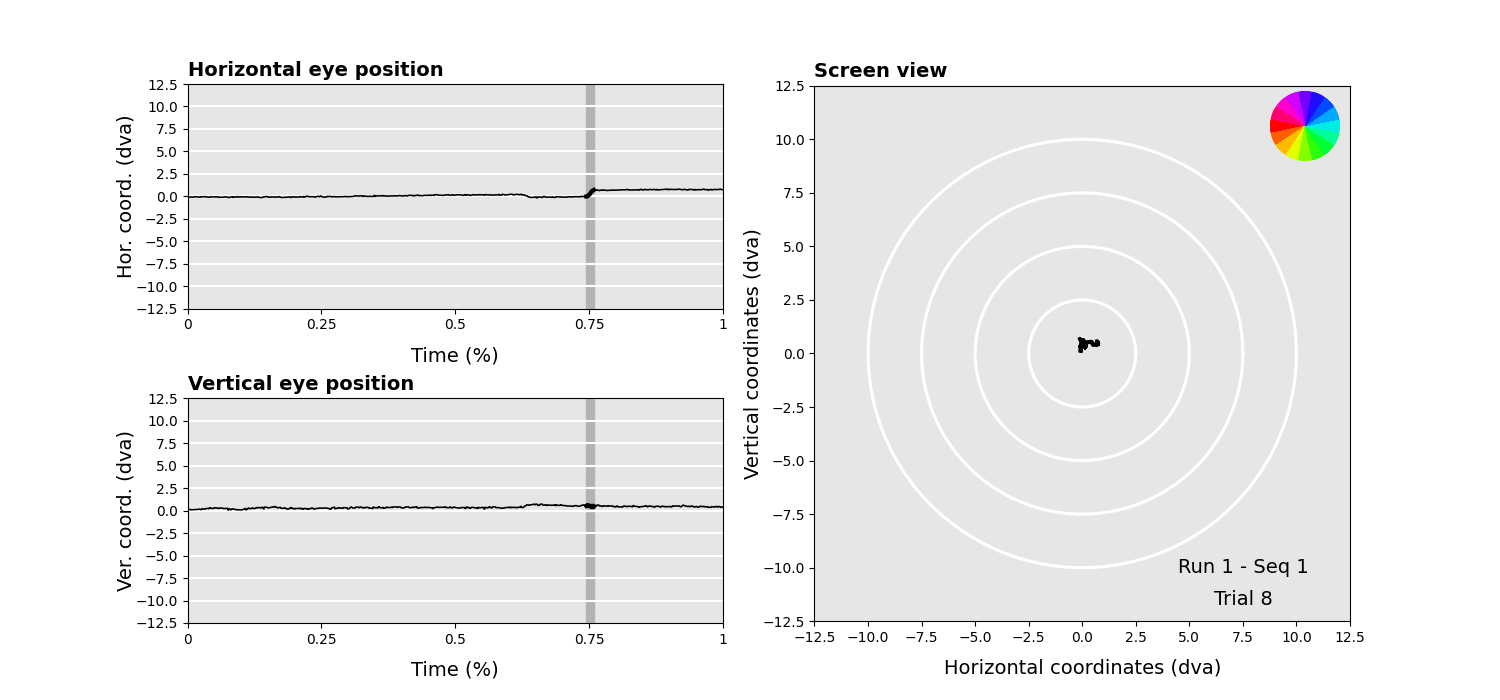 Horizontal eye position
Hor. coord. (dva)
12.5
10.0
7.5
5.0
2.5
0.0
−2.5
−5.0
−7.5
−10.0
−12.5
0 0.25 0.5 0.75 1
Time (%)
Vertical eye position
Ver. coord. (dva)
12.5
10.0
7.5
5.0
2.5
0.0
−2.5
−5.0
−7.5
−10.0
−12.5
0 0.25 0.5 0.75 1
Time (%)
Screen view
Vertical coordinates (dva)
12.5
10.0
7.5
5.0
2.5
0.0
−2.5
−5.0
−7.5
−10.0
−12.5
Run 1 - Seq 1
Trial 8
−12.5 −10.0 −7.5 −5.0 −2.5 0.0 2.5 5.0 7.5 10.0 12.5
Horizontal coordinates (dva)